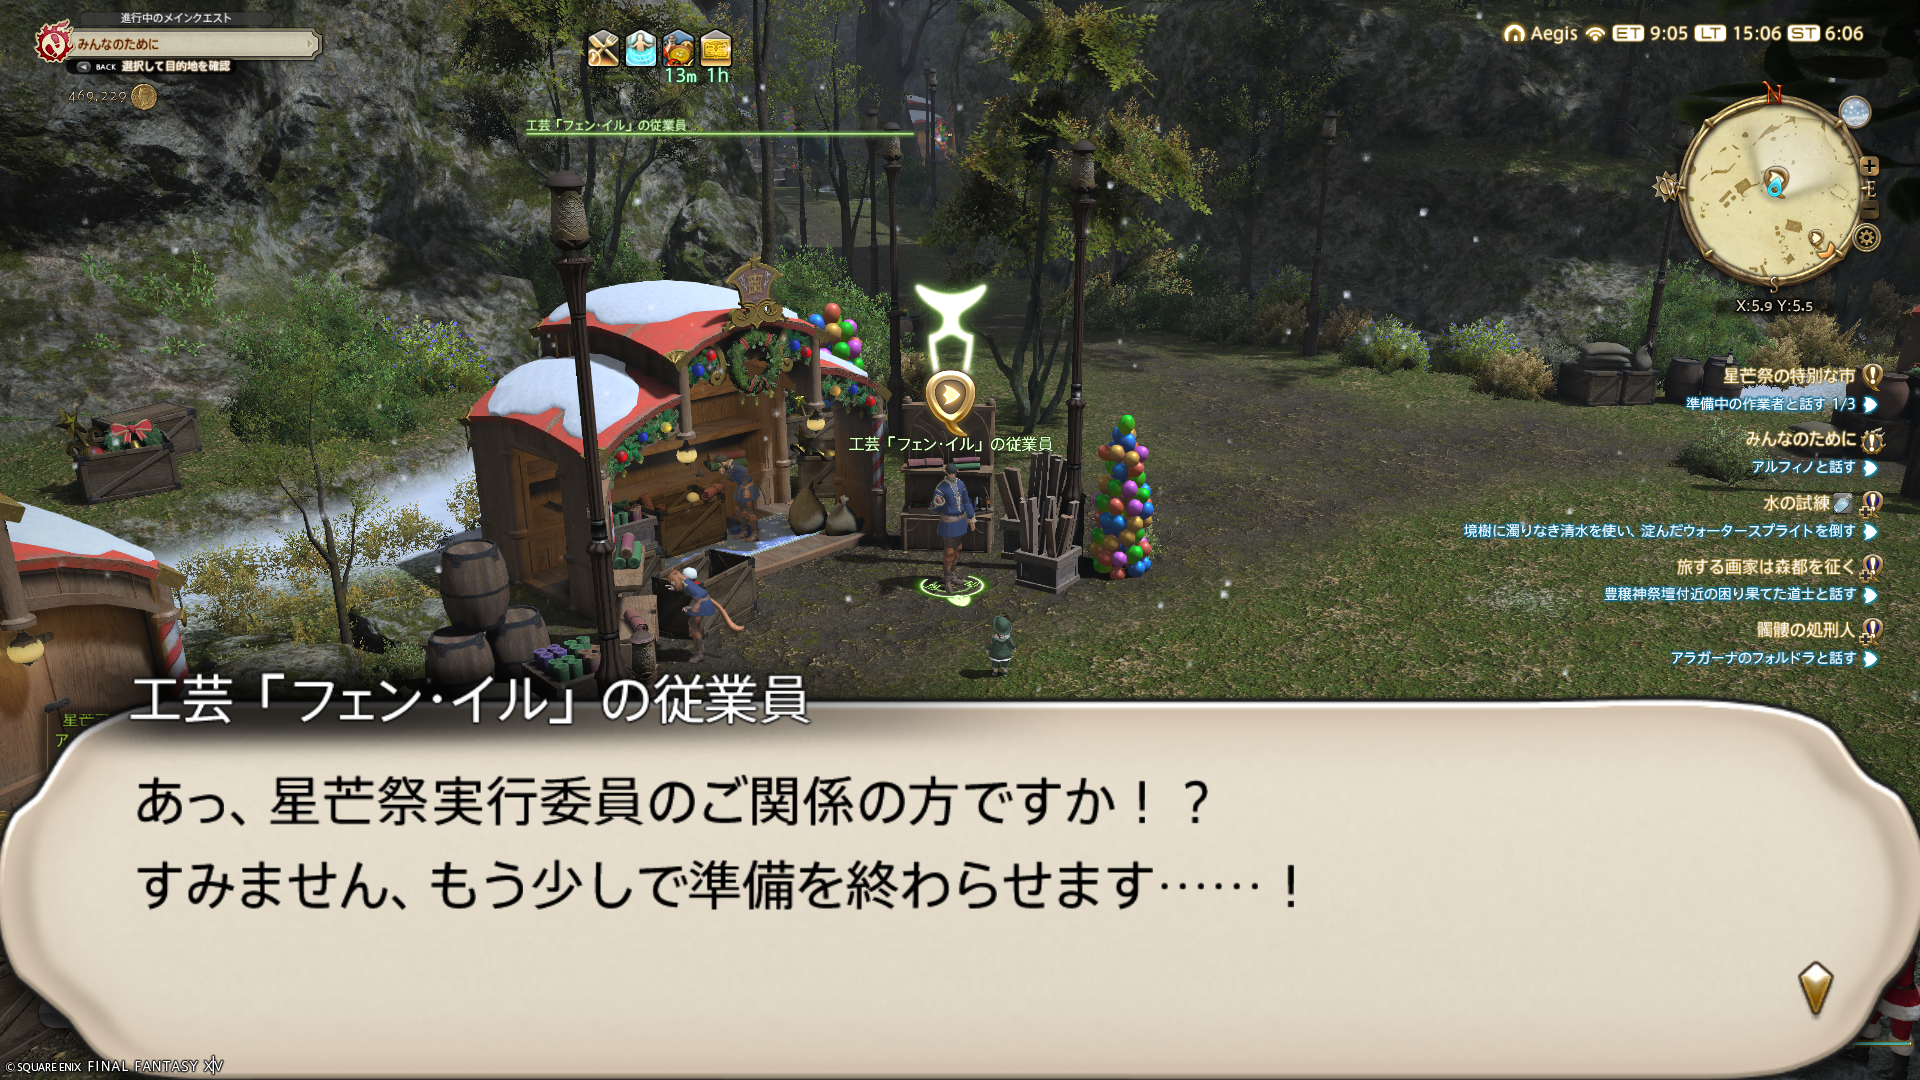 進行中のメインクエスト
みんなのために
BACK 選択して目的地を確認
469,229
13m 1h
工芸「フェン・イル」の従業員
Aegis ET 9:05 LT 15:06 ST 6:06
N
E
W
S
X:5.9 Y:5.5
星芒祭の特別な市
準備中の作業者と話す 1/3
みんなのために
アルフィノと話す
水の試練
境樹に濁りなき清水を使い、淀んだウォータースプライトを倒す
旅する画家は森都を征く
豊穣神祭壇付近の困り果てた道士と話す
髑髏の処刑人
アラガーナのフォルドラと話す
工芸「フェン・イル」の従業員
工芸「フェン・イル」の従業員
あっ、星芒祭実行委員のご関係の方ですか！？
すみません、もう少しで準備を終わらせます……！
© SQUARE ENIX FINAL FANTASY XIV